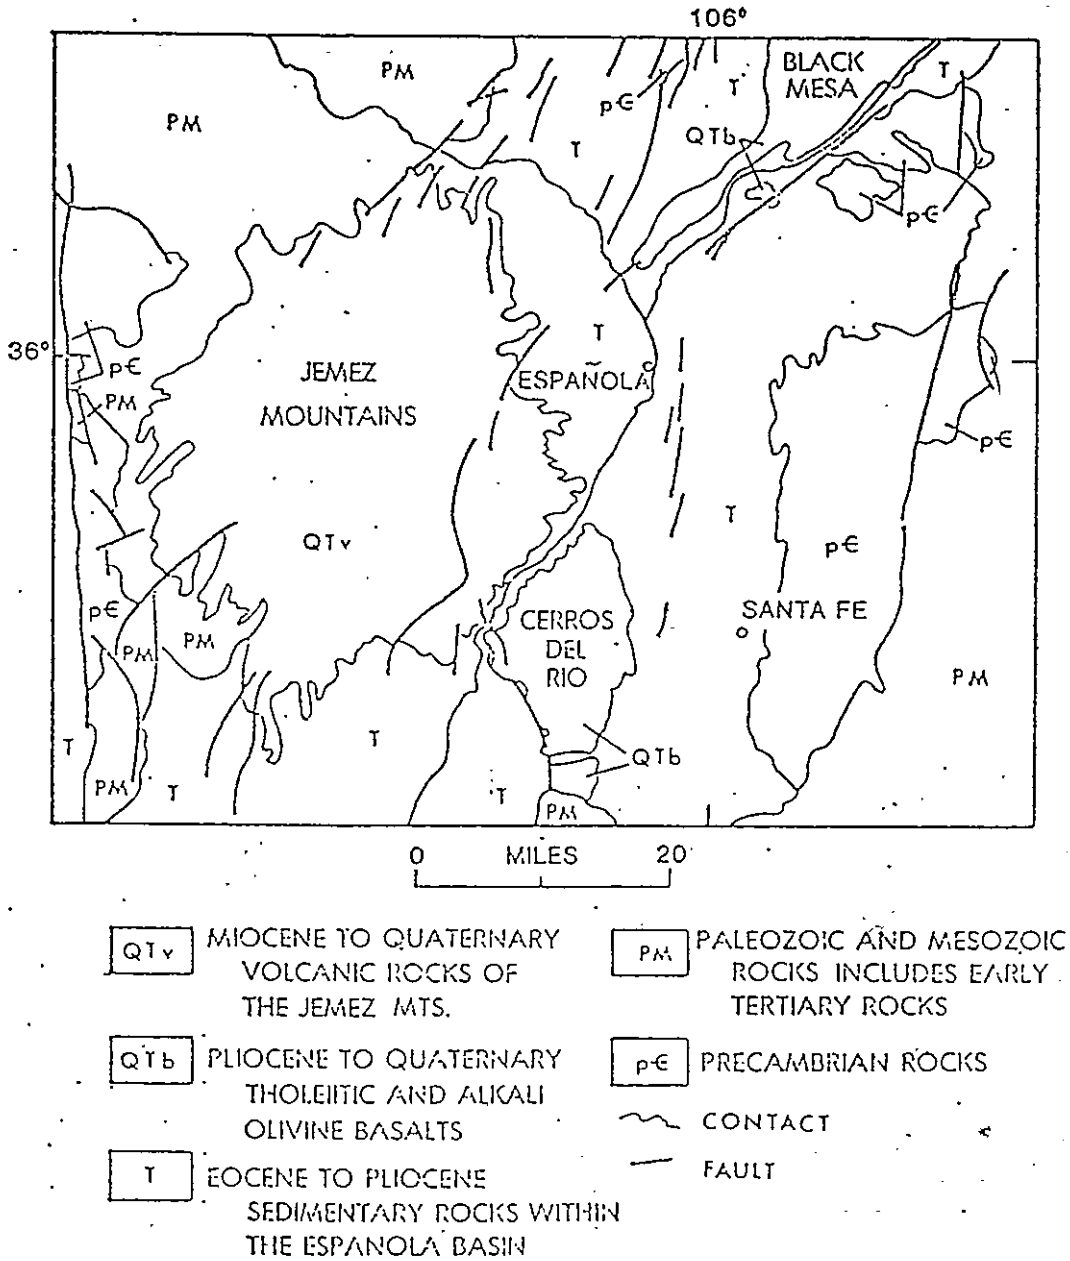 106°
PM
BLACK
MESA
T
PM
pЄ
T
QTb
T
pЄ
36°
T
pЄ
JEMEZ
MOUNTAINS
ESPAÑOLA
PM
pЄ
T
QTv
pЄ
pЄ
CERROS
DEL
RIO
SANTA FE
PM
PM
PM
T
T
QTb
PM
T
T
PM
0 MILES 20
QTv MIOCENE TO QUATERNARY
VOLCANIC ROCKS OF
THE JEMEZ MTS.
QTb PLIOCENE TO QUATERNARY
THOLEIITIC AND ALKALI
OLIVINE BASALTS
T EOCENE TO PLIOCENE
SEDIMENTARY ROCKS WITHIN
THE ESPANOLA BASIN
PM PALEOZOIC AND MESOZOIC
ROCKS INCLUDES EARLY
TERTIARY ROCKS
pЄ PRECAMBRIAN ROCKS
CONTACT
FAULT